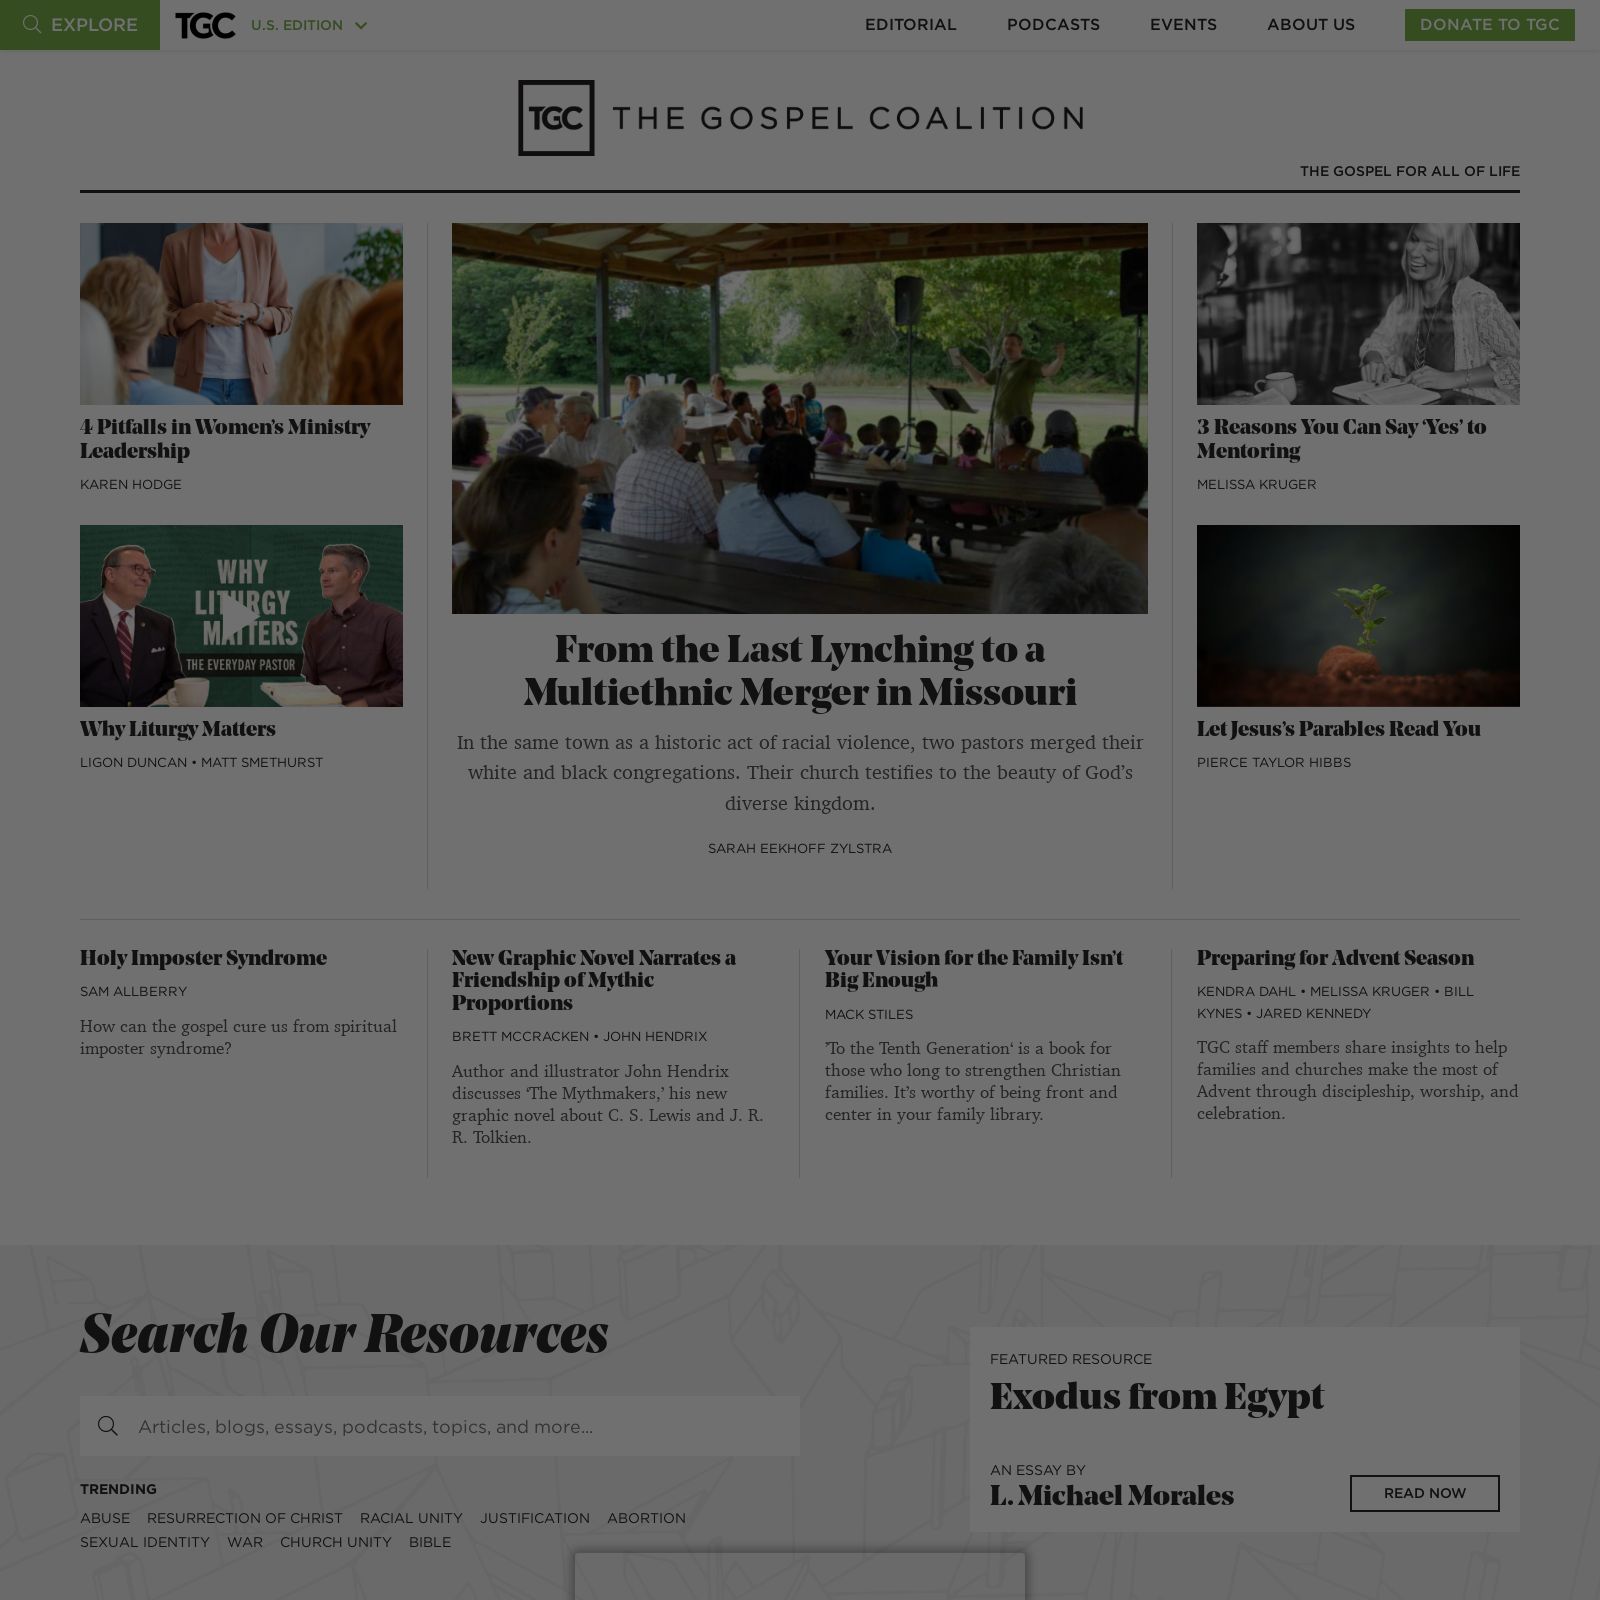 EXPLORE
TGC
U.S. EDITION
EDITORIAL
PODCASTS
EVENTS
ABOUT US
DONATE TO TGC
TGC
THE GOSPEL COALITION
THE GOSPEL FOR ALL OF LIFE
4 Pitfalls in Women’s Ministry
Leadership
KAREN HODGE
WHY
LITURGY
MATTERS
THE EVERYDAY PASTOR
Why Liturgy Matters
LIGON DUNCAN • MATT SMETHURST
From the Last Lynching to a
Multiethnic Merger in Missouri
In the same town as a historic act of racial violence, two pastors merged their
white and black congregations. Their church testifies to the beauty of God’s
diverse kingdom.
SARAH EEKHOFF ZYLSTRA
3 Reasons You Can Say ‘Yes’ to
Mentoring
MELISSA KRUGER
Let Jesus’s Parables Read You
PIERCE TAYLOR HIBBS
Holy Imposter Syndrome
SAM ALLBERRY
How can the gospel cure us from spiritual
imposter syndrome?
New Graphic Novel Narrates a
Friendship of Mythic
Proportions
BRETT MCCRACKEN • JOHN HENDRIX
Author and illustrator John Hendrix
discusses ‘The Mythmakers,’ his new
graphic novel about C. S. Lewis and J. R.
R. Tolkien.
Your Vision for the Family Isn’t
Big Enough
MACK STILES
’To the Tenth Generation‘ is a book for
those who long to strengthen Christian
families. It’s worthy of being front and
center in your family library.
Preparing for Advent Season
KENDRA DAHL • MELISSA KRUGER • BILL
KYNES • JARED KENNEDY
TGC staff members share insights to help
families and churches make the most of
Advent through discipleship, worship, and
celebration.
Search Our Resources
Articles, blogs, essays, podcasts, topics, and more...
TRENDING
ABUSE RESURRECTION OF CHRIST RACIAL UNITY JUSTIFICATION ABORTION
SEXUAL IDENTITY WAR CHURCH UNITY BIBLE
FEATURED RESOURCE
Exodus from Egypt
AN ESSAY BY
L. Michael Morales
READ NOW